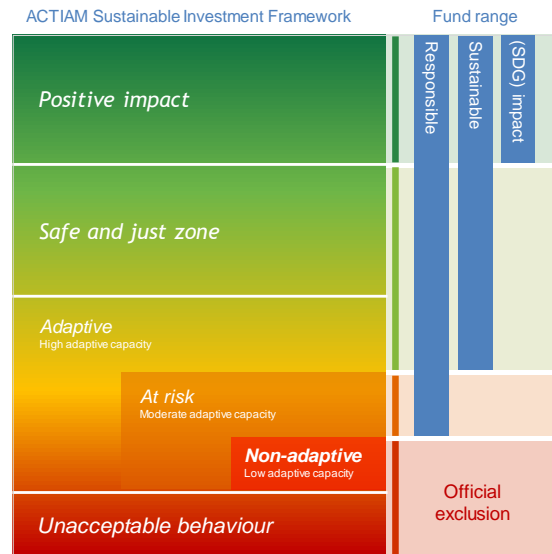 ACTIAM Sustainable Investment Framework
Fund range
Positive impact
Safe and just zone
Adaptive
High adaptive capacity
At risk
Moderate adaptive capacity
Non-adaptive
Low adaptive capacity
Unacceptable behaviour
Responsible
Sustainable
(SDG) impact
Official
exclusion